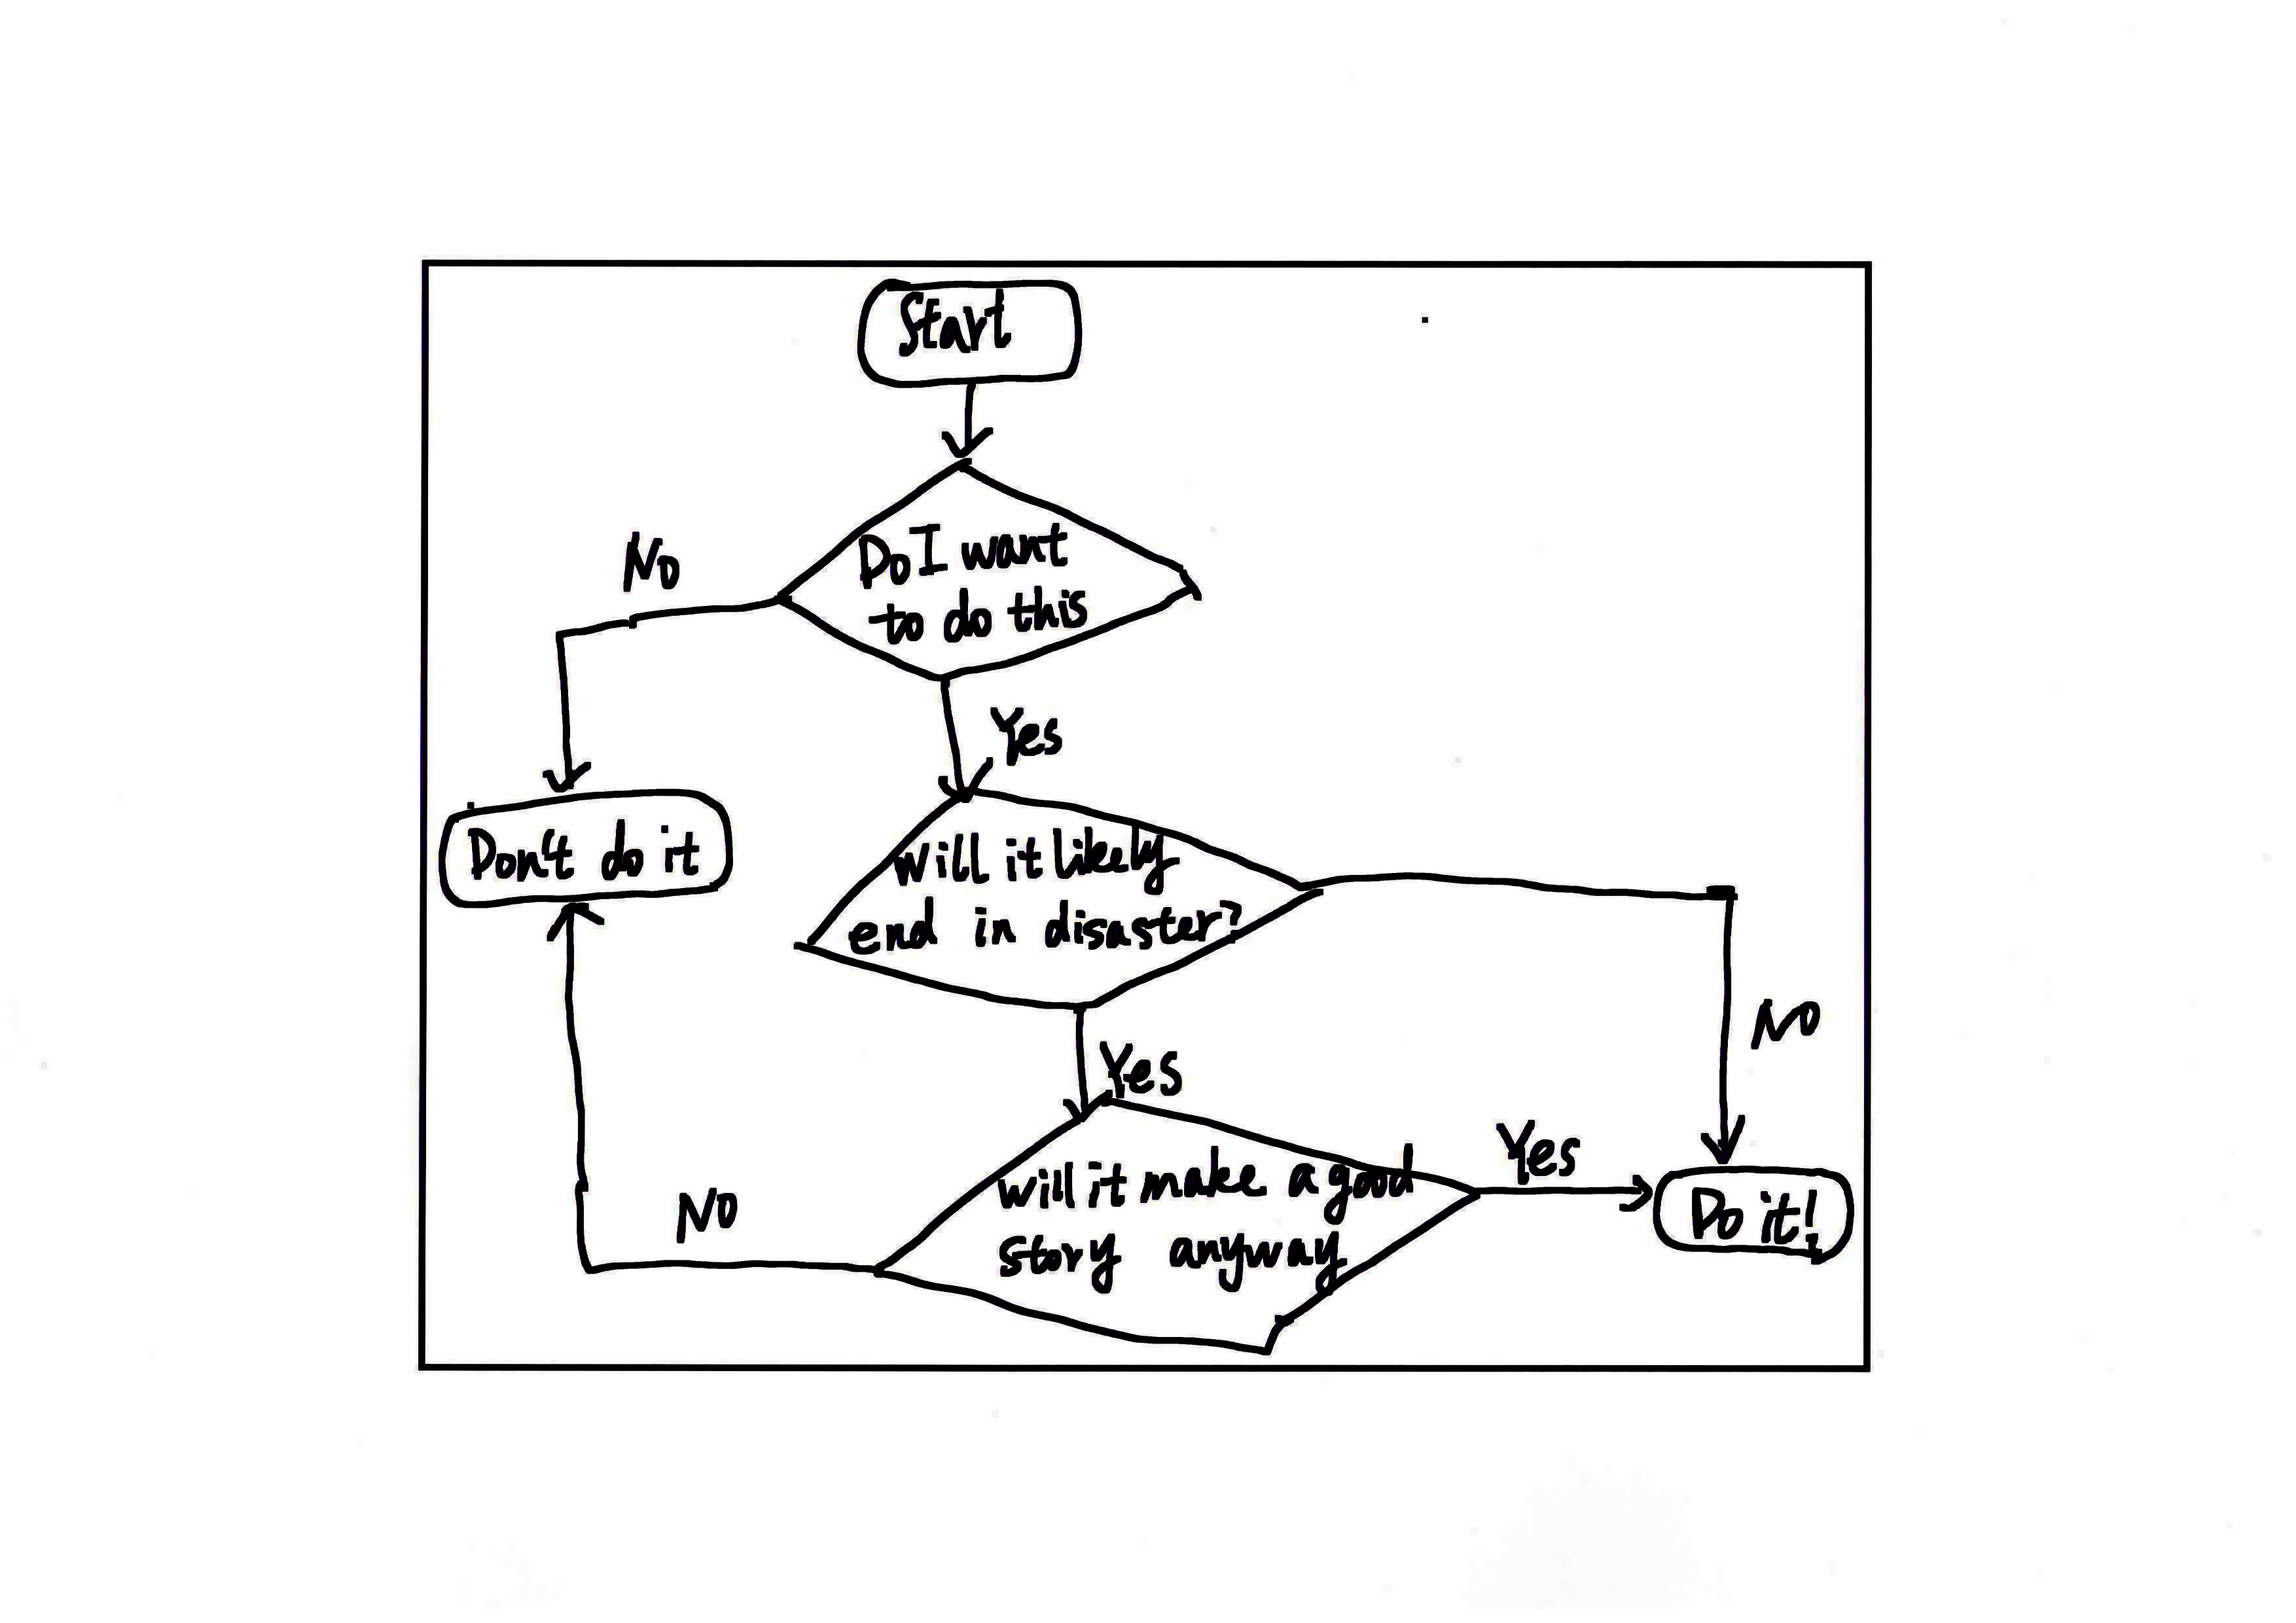 Start
No
Do I want
to do this
Yes
Don't do it
Will it likely
end in disaster?
No
Yes
Will it make a good
story anyway
Yes
No
Do it!